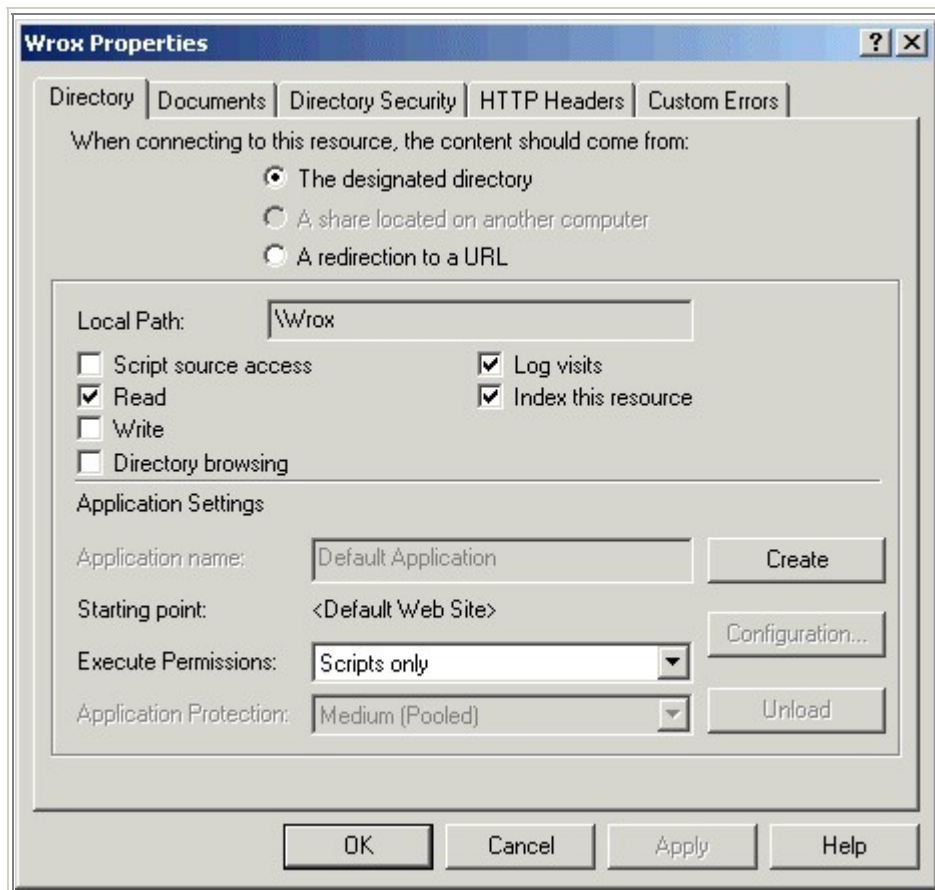 Wrox Properties
Directory Documents Directory Security HTTP Headers Custom Errors
When connecting to this resource, the content should come from:
The designated directory
A share located on another computer
A redirection to a URL
Local Path: \Wrox
Script source access Log visits
Read Index this resource
Write
Directory browsing
Application Settings
Application name: Default Application Create
Starting point: <Default Web Site>
Configuration...
Execute Permissions: Scripts only
Application Protection: Medium (Pooled) Unload
OK Cancel Apply Help